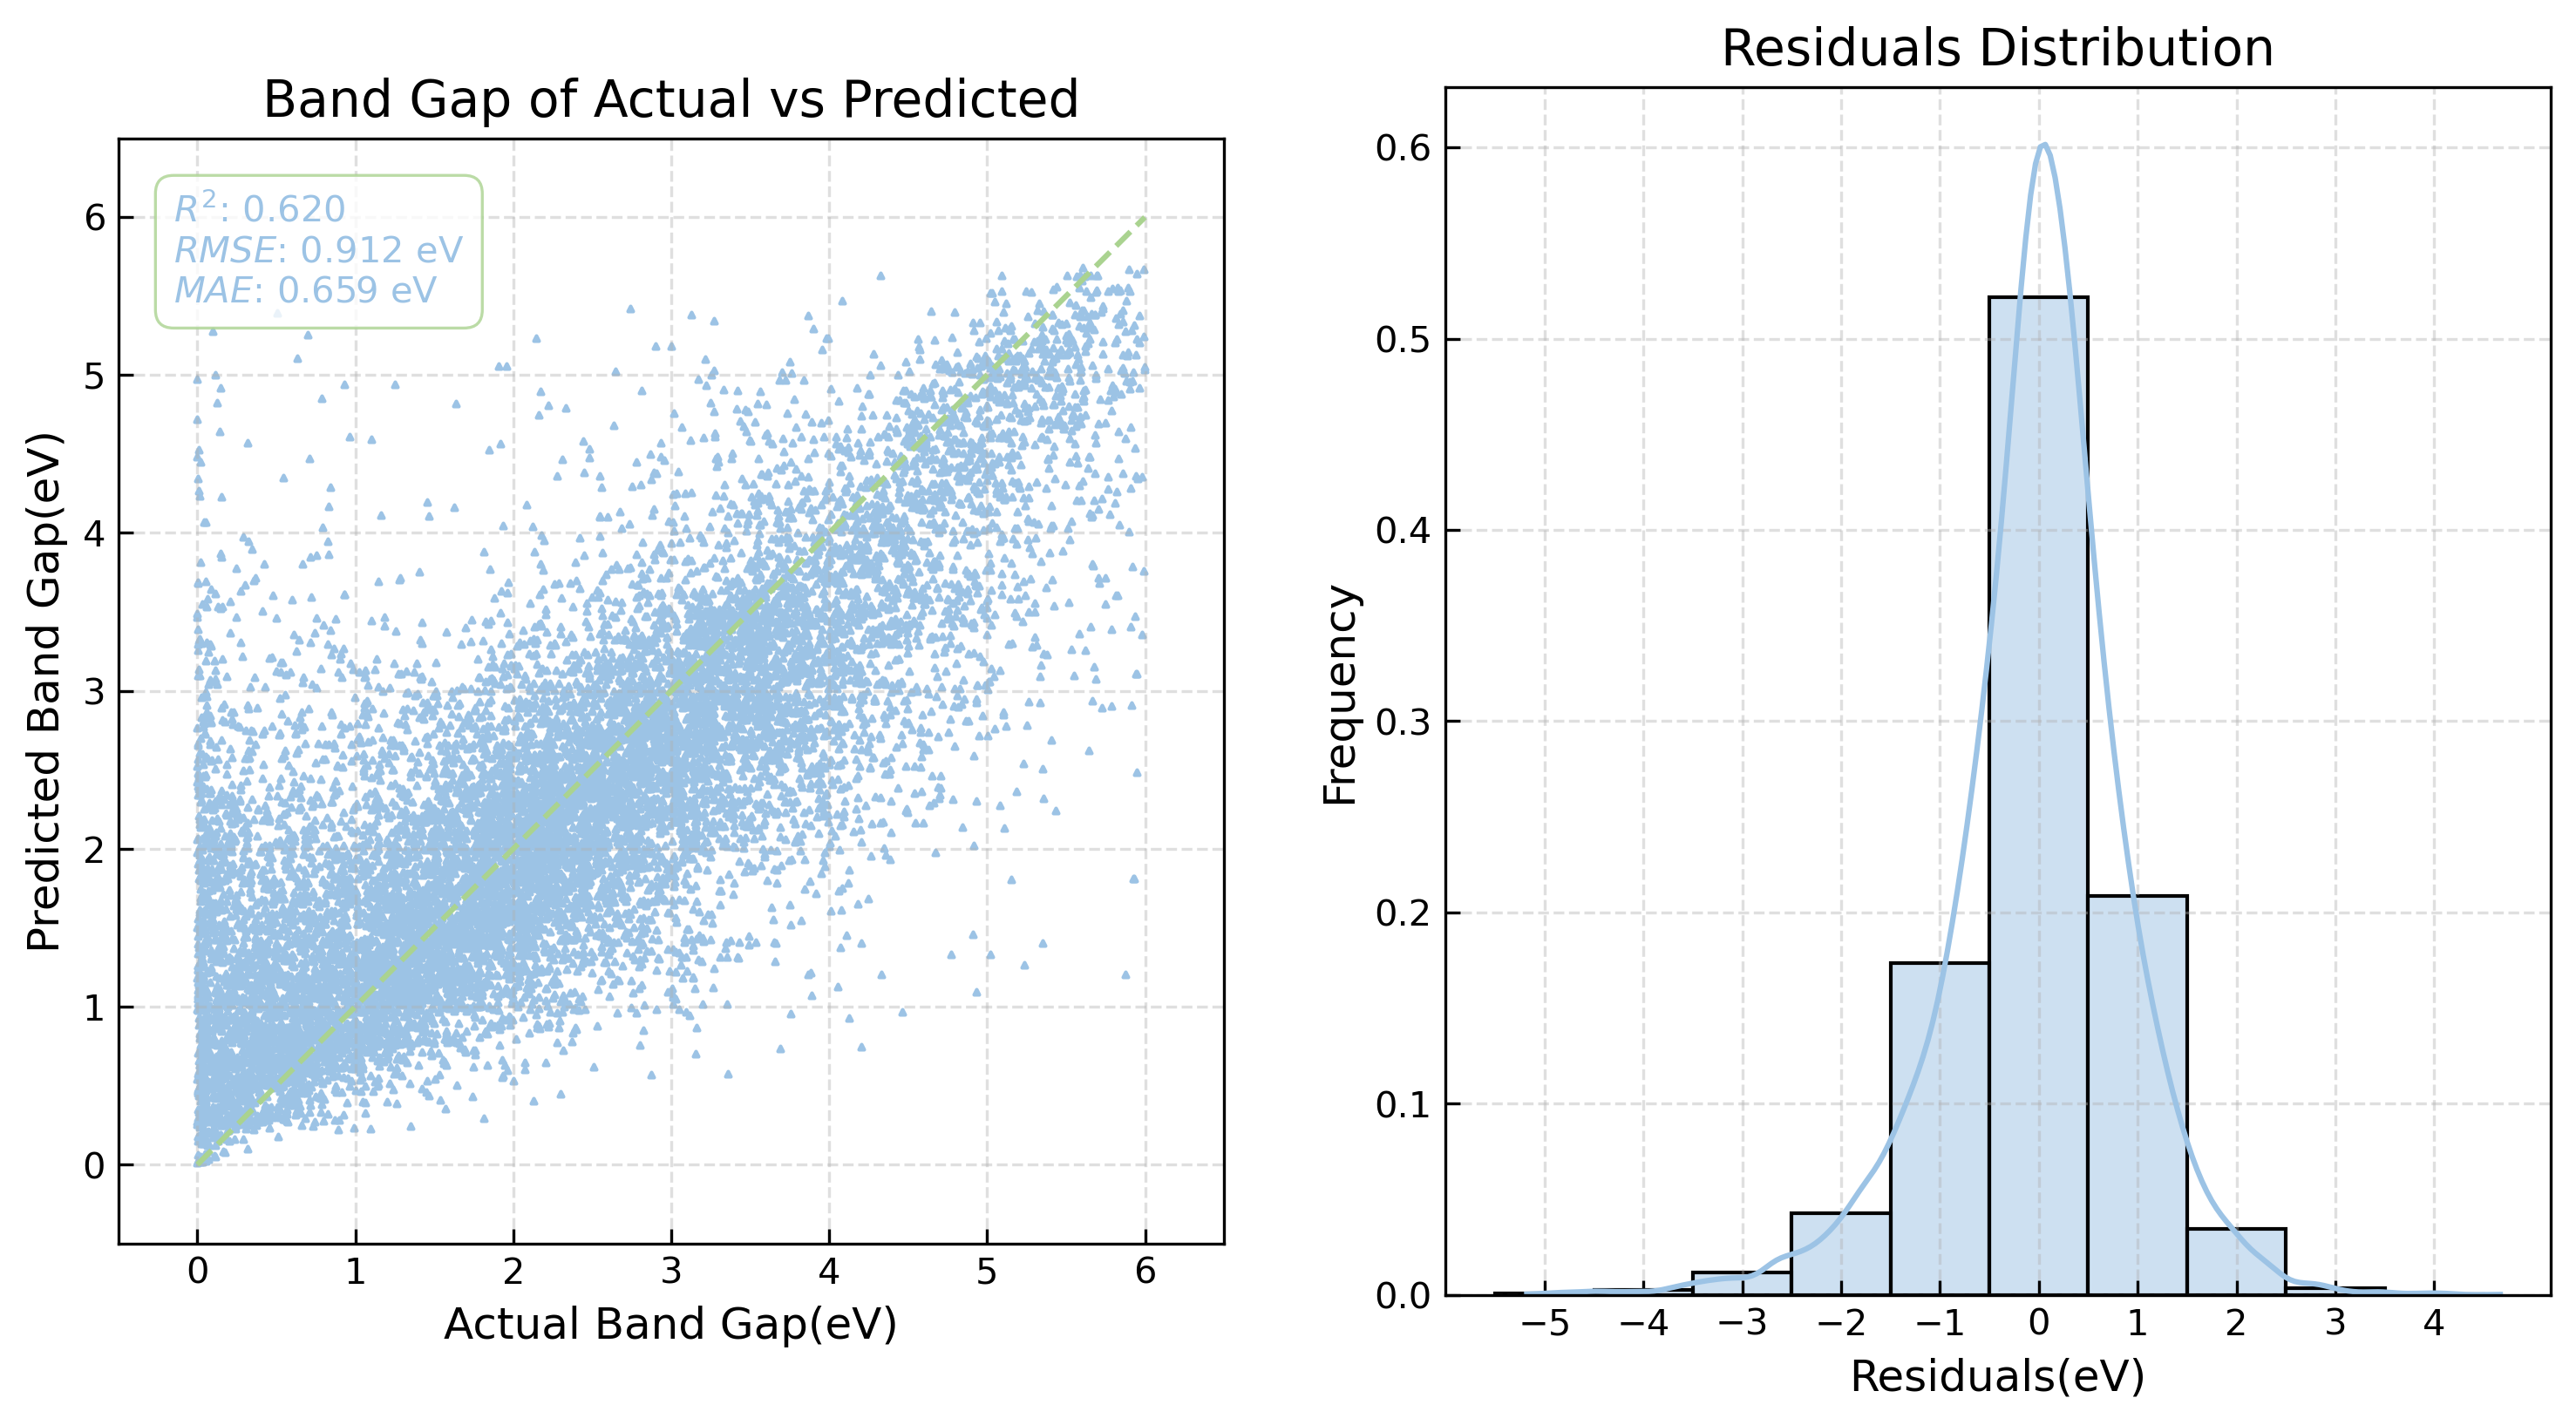 Band Gap of Actual vs Predicted
R²: 0.620
RMSE: 0.912 eV
MAE: 0.659 eV
Predicted Band Gap(eV)
6
5
4
3
2
1
0
0 1 2 3 4 5 6
Actual Band Gap(eV)
Residuals Distribution
Frequency
0.6
0.5
0.4
0.3
0.2
0.1
0.0
−5 −4 −3 −2 −1 0 1 2 3 4
Residuals(eV)